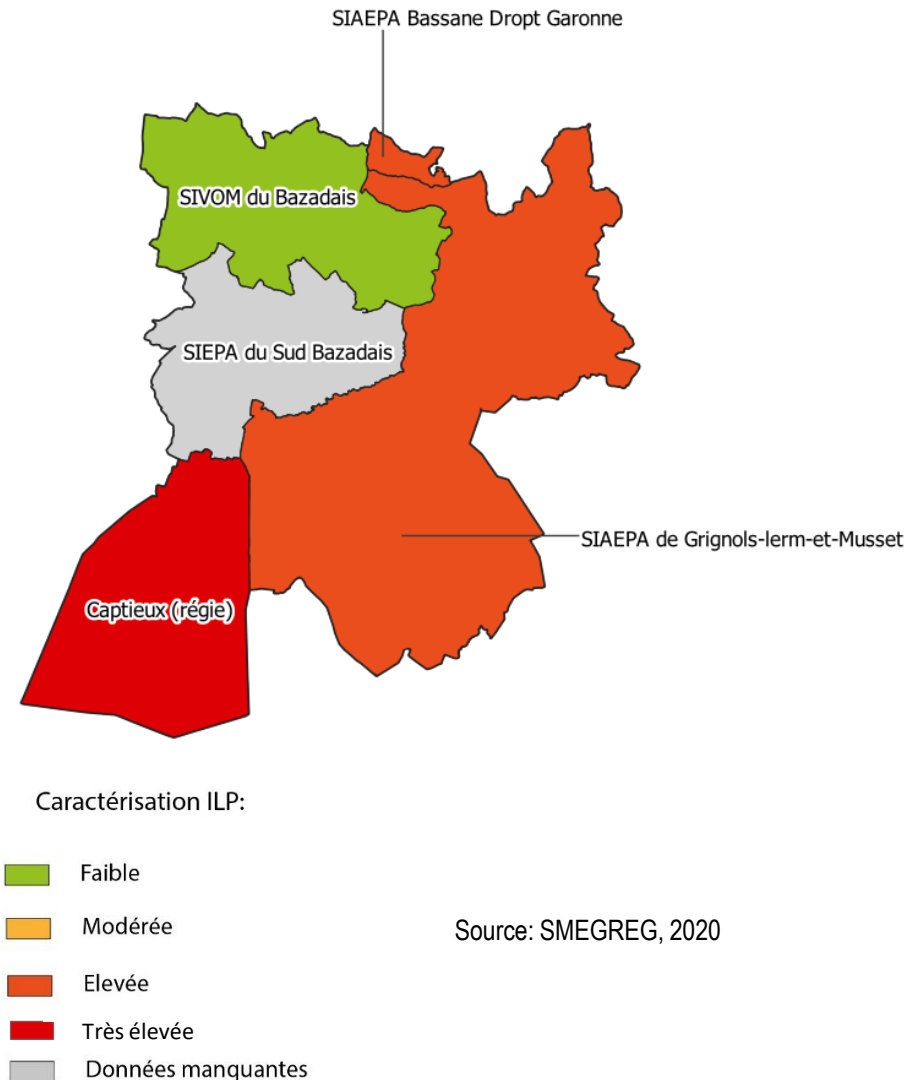 SIAEPA Bassane Dropt Garonne
SIVOM du Bazadais
SIEPA du Sud Bazadais
SIAEPA de Grignols-lerm-et-Musset
Captieux (régie)
Caractérisation ILP:
Faible
Modérée
Source: SMEGREG, 2020
Elevée
Très élevée
Données manquantes